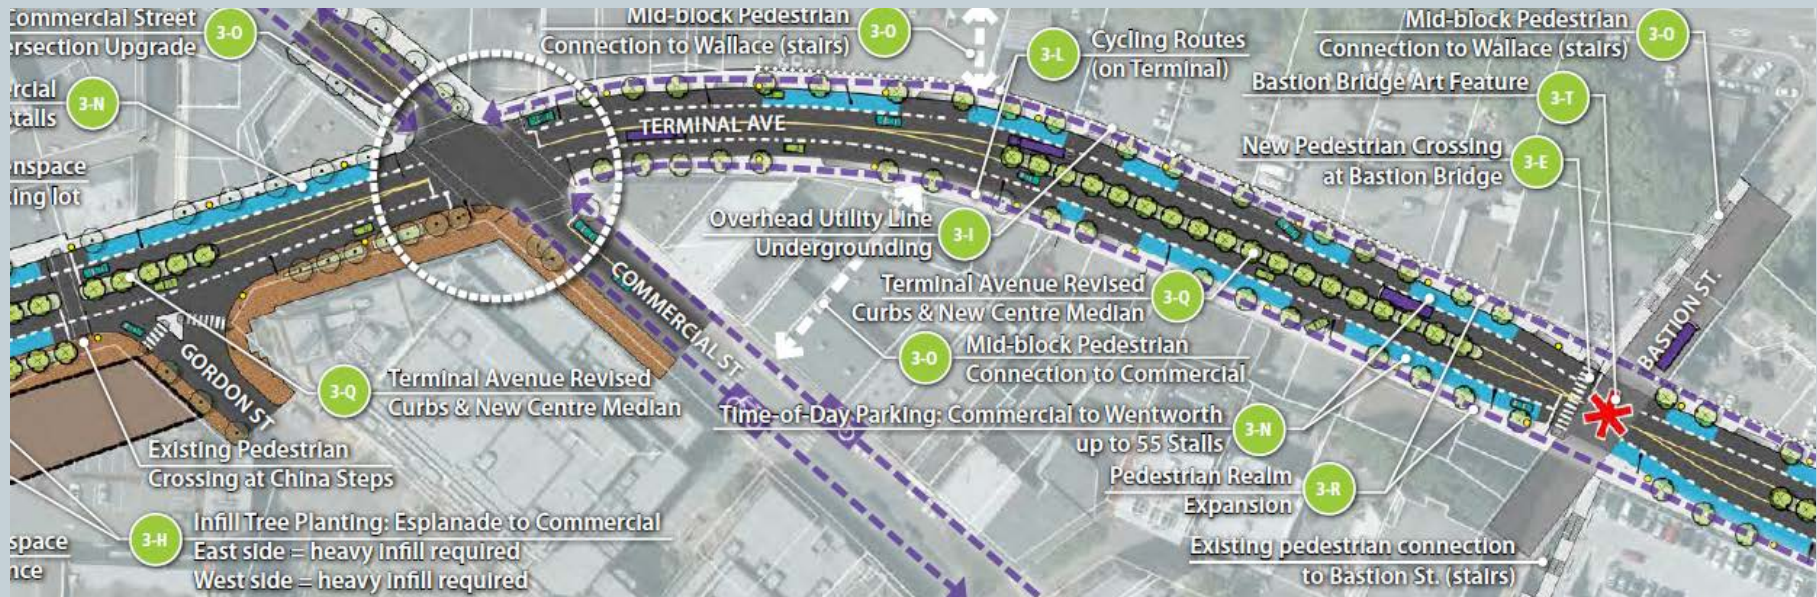 Commercial Street
ersection Upgrade
3-O
rcial
talls
3-N
enspace
ing lot
Mid-block Pedestrian
Connection to Wallace (stairs)
3-O
3-L
Cycling Routes
(on Terminal)
Mid-block Pedestrian
Connection to Wallace (stairs)
3-O
Bastion Bridge Art Feature
3-T
New Pedestrian Crossing
at Bastion Bridge
3-E
TERMINAL AVE
Overhead Utility Line
Undergrounding
3-I
Terminal Avenue Revised
Curbs & New Centre Median
3-Q
3-O
Mid-block Pedestrian
Connection to Commercial
COMMERCIAL ST.
BASTION ST.
GORDON ST
3-Q
Terminal Avenue Revised
Curbs & New Centre Median
Time-of-Day Parking: Commercial to Wentworth
up to 55 Stalls
3-N
Pedestrian Realm
Expansion
3-R
Existing Pedestrian
Crossing at China Steps
3-H
Infill Tree Planting: Esplanade to Commercial
East side = heavy infill required
West side = heavy infill required
space
nce
Existing pedestrian connection
to Bastion St. (stairs)